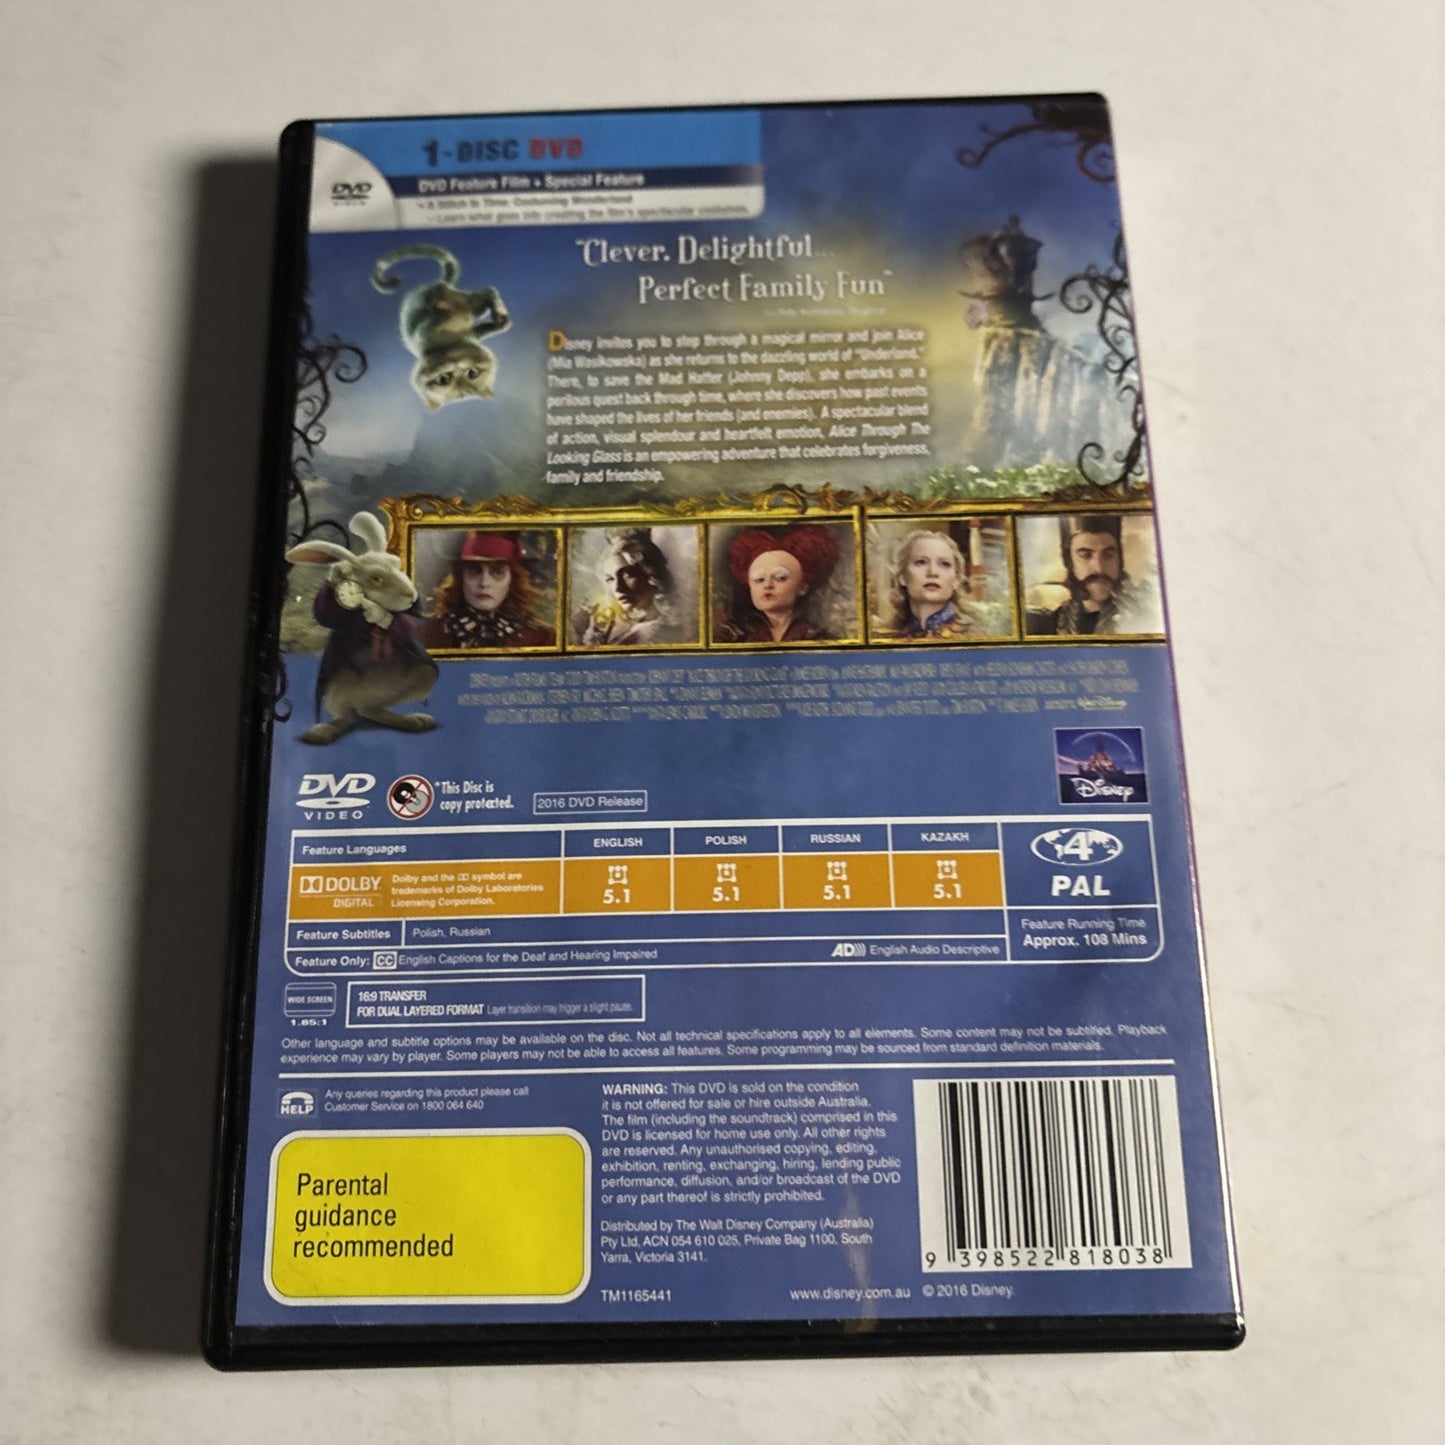 1-DISC DVD
DVD VIDEO
DVD Feature Film + Special Feature
• A Stitch In Time: Costuming Wonderland
– Learn what goes into creating the film's spectacular costumes.
"Clever. Delightful...
Perfect Family Fun"
Disney invites you to step through a magical mirror and join Alice
(Mia Wasikowska) as she returns to the dazzling world of "Underland."
There, to save the Mad Hatter (Johnny Depp), she embarks on a
perilous quest back through time, where she discovers how past events
have shaped the lives of her friends (and enemies). A spectacular blend
of action, visual splendour and heartfelt emotion, Alice Through The
Looking Glass is an empowering adventure that celebrates forgiveness,
family and friendship.
DISNEY
DVD
VIDEO
*This Disc is
copy protected.
2016 DVD Release
Feature Languages
ENGLISH POLISH RUSSIAN KAZAKH
DOLBY
DIGITAL
Dolby and the DD symbol are
trademarks of Dolby Laboratories
Licensing Corporation.
5.1 5.1 5.1 5.1
4
PAL
Feature Subtitles Polish, Russian
Feature Running Time
Approx. 108 Mins
Feature Only: CC English Captions for the Deaf and Hearing Impaired
AD))) English Audio Descriptive
WIDE SCREEN
1.85:1
16:9 TRANSFER
FOR DUAL LAYERED FORMAT Layer transition may trigger a slight pause.
Other language and subtitle options may be available on the disc. Not all technical specifications apply to all elements. Some content may not be subtitled. Playback
experience may vary by player. Some players may not be able to access all features. Some programming may be sourced from standard definition materials.
HELP
Any queries regarding this product please call
Customer Service on 1800 064 640
Parental
guidance
recommended
WARNING: This DVD is sold on the condition
it is not offered for sale or hire outside Australia.
The film (including the soundtrack) comprised in this
DVD is licensed for home use only. All other rights
are reserved. Any unauthorised copying, editing,
exhibition, renting, exchanging, hiring, lending public
performance, diffusion, and/or broadcast of the DVD
or any part thereof is strictly prohibited.
Distributed by The Walt Disney Company (Australia)
Pty Ltd, ACN 054 610 025, Private Bag 1100, South
Yarra, Victoria 3141.
TM1165441
www.disney.com.au © 2016 Disney.
9 398522 818038